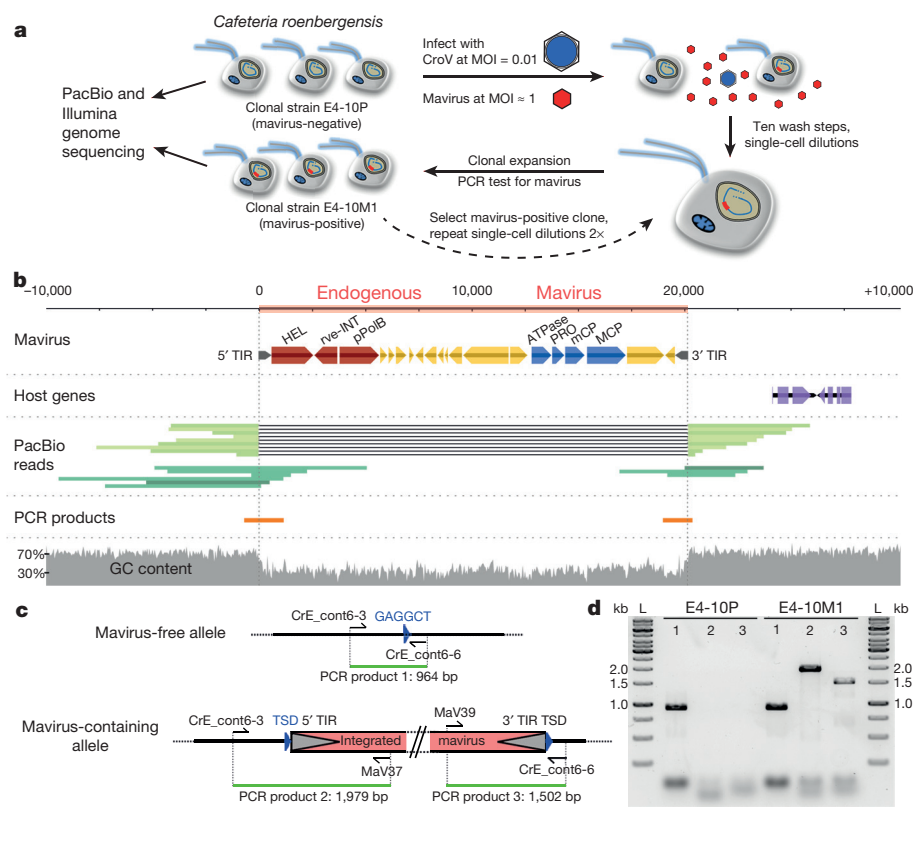 a
Cafeteria roenbergensis
Infect with
CroV at MOI = 0.01
Mavirus at MOI ≈ 1
PacBio and
Illumina
genome
sequencing
Clonal strain E4-10P
(mavirus-negative)
Ten wash steps,
single-cell dilutions
Clonal expansion
PCR test for mavirus
Clonal strain E4-10M1
(mavirus-positive)
Select mavirus-positive clone,
repeat single-cell dilutions 2×
b
−10,000 0 Endogenous 10,000 Mavirus 20,000 +10,000
Mavirus
5′ TIR
HEL
rve-INT
pPolB
ATPase
PRO
mCP
MCP
3′ TIR
Host genes
PacBio
reads
PCR products
70%
30%
GC content
c
Mavirus-free allele
CrE_cont6-3 GAGGCT
CrE_cont6-6
PCR product 1: 964 bp
Mavirus-containing
allele
CrE_cont6-3 TSD 5′ TIR
MaV39
3′ TIR TSD
Integrated mavirus
MaV37
CrE_cont6-6
PCR product 2: 1,979 bp
PCR product 3: 1,502 bp
d
kb L E4-10P E4-10M1 L kb
1 2 3 1 2 3
2.0 2.0
1.5 1.5
1.0 1.0